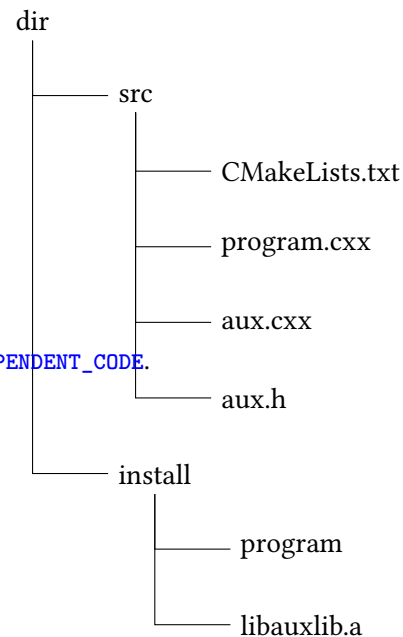 dir
src
CMakeLists.txt
program.cxx
aux.cxx
PENDENT_CODE.
aux.h
install
program
libauxlib.a